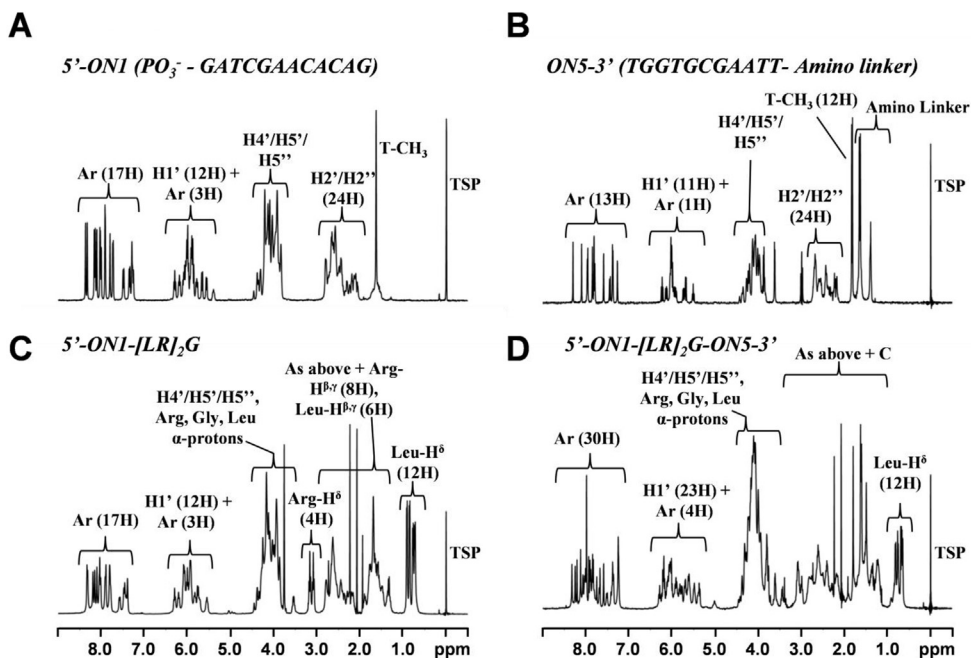 A
5'-ON1 (PO₃⁻ - GATCGAACACAG)
Ar (17H)
H1' (12H) +
Ar (3H)
H4'/H5'/
H5''
H2'/H2''
(24H)
T-CH₃
TSP
B
ON5-3' (TGGTGCGAATT- Amino linker)
T-CH₃ (12H)
Amino Linker
H4'/H5'/
H5''
H1' (11H) +
Ar (1H)
Ar (13H)
H2'/H2''
(24H)
TSP
C
5'-ON1-[LR]₂G
As above + Arg-
Hᵝ,ᵞ (8H),
Leu-Hᵝ,ᵞ (6H)
H4'/H5'/H5'',
Arg, Gly, Leu
α-protons
Leu-Hᵟ
(12H)
Arg-Hᵟ
(4H)
H1' (12H) +
Ar (3H)
Ar (17H)
TSP
8.0 7.0 6.0 5.0 4.0 3.0 2.0 1.0 ppm
D
5'-ON1-[LR]₂G-ON5-3'
As above + C
H4'/H5'/H5'',
Arg, Gly, Leu
α-protons
Ar (30H)
H1' (23H) +
Ar (4H)
Leu-Hᵟ
(12H)
TSP
8.0 7.0 6.0 5.0 4.0 3.0 2.0 1.0 ppm